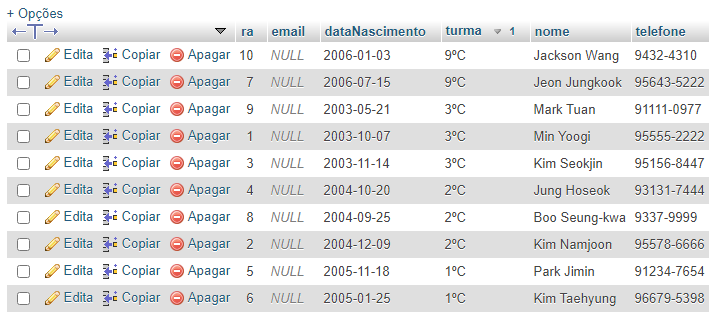 + Opções
←T→ ra email dataNascimento turma 1 nome telefone
Edita Copiar Apagar 10 NULL 2006-01-03 9ºC Jackson Wang 9432-4310
Edita Copiar Apagar 7 NULL 2006-07-15 9ºC Jeon Jungkook 95643-5222
Edita Copiar Apagar 9 NULL 2003-05-21 3ºC Mark Tuan 91111-0977
Edita Copiar Apagar 1 NULL 2003-10-07 3ºC Min Yoogi 95555-2222
Edita Copiar Apagar 3 NULL 2003-11-14 3ºC Kim Seokjin 95156-8447
Edita Copiar Apagar 4 NULL 2004-10-20 2ºC Jung Hoseok 93131-7444
Edita Copiar Apagar 8 NULL 2004-09-25 2ºC Boo Seung-kwa 9337-9999
Edita Copiar Apagar 2 NULL 2004-12-09 2ºC Kim Namjoon 95578-6666
Edita Copiar Apagar 5 NULL 2005-11-18 1ºC Park Jimin 91234-7654
Edita Copiar Apagar 6 NULL 2005-01-25 1ºC Kim Taehyung 96679-5398